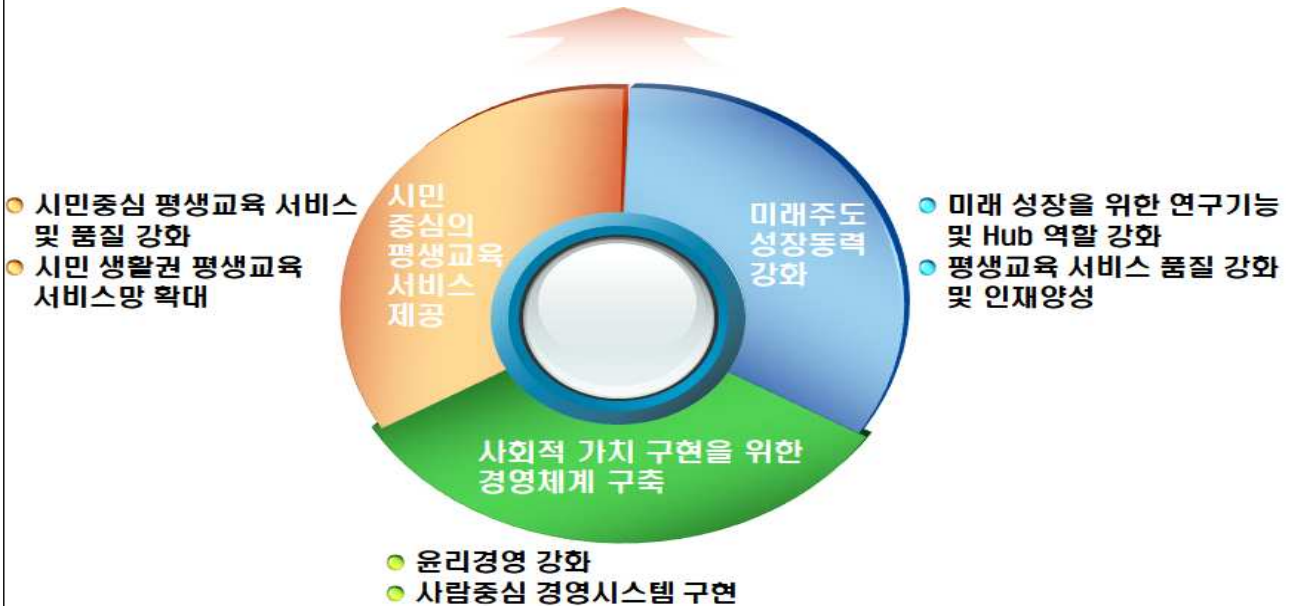 시민중심 평생교육 서비스
및 품질 강화
시민 생활권 평생교육
서비스망 확대
시민
중심의
평생교육
서비스
제공
미래주도
성장동력
강화
미래 성장을 위한 연구기능
및 Hub 역할 강화
평생교육 서비스 품질 강화
및 인재양성
사회적 가치 구현을 위한
경영체계 구축
윤리경영 강화
사람중심 경영시스템 구현